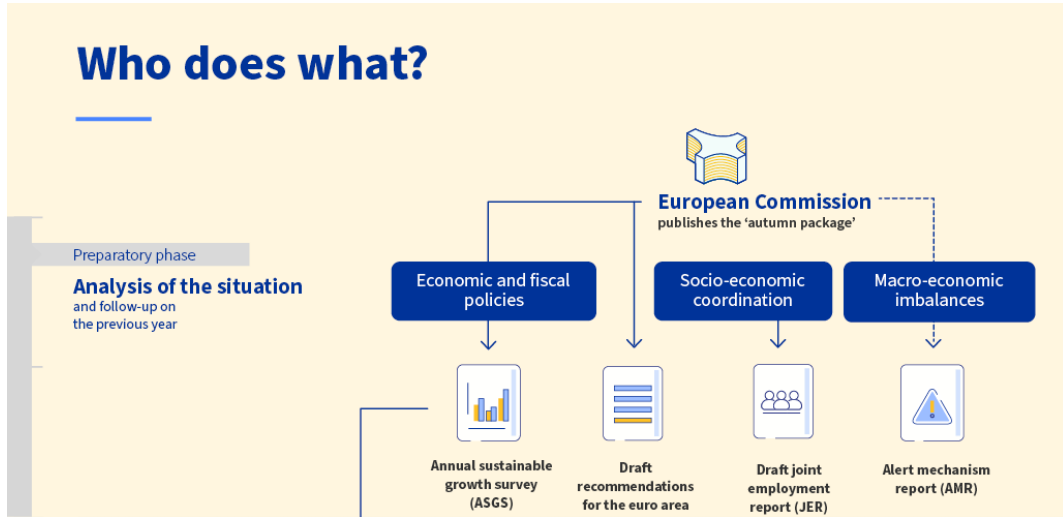 Who does what?
European Commission
publishes the ‘autumn package’
Preparatory phase
Analysis of the situation
and follow-up on
the previous year
Economic and fiscal
policies
Socio-economic
coordination
Macro-economic
imbalances
Annual sustainable
growth survey
(ASGS)
Draft
recommendations
for the euro area
Draft joint
employment
report (JER)
Alert mechanism
report (AMR)